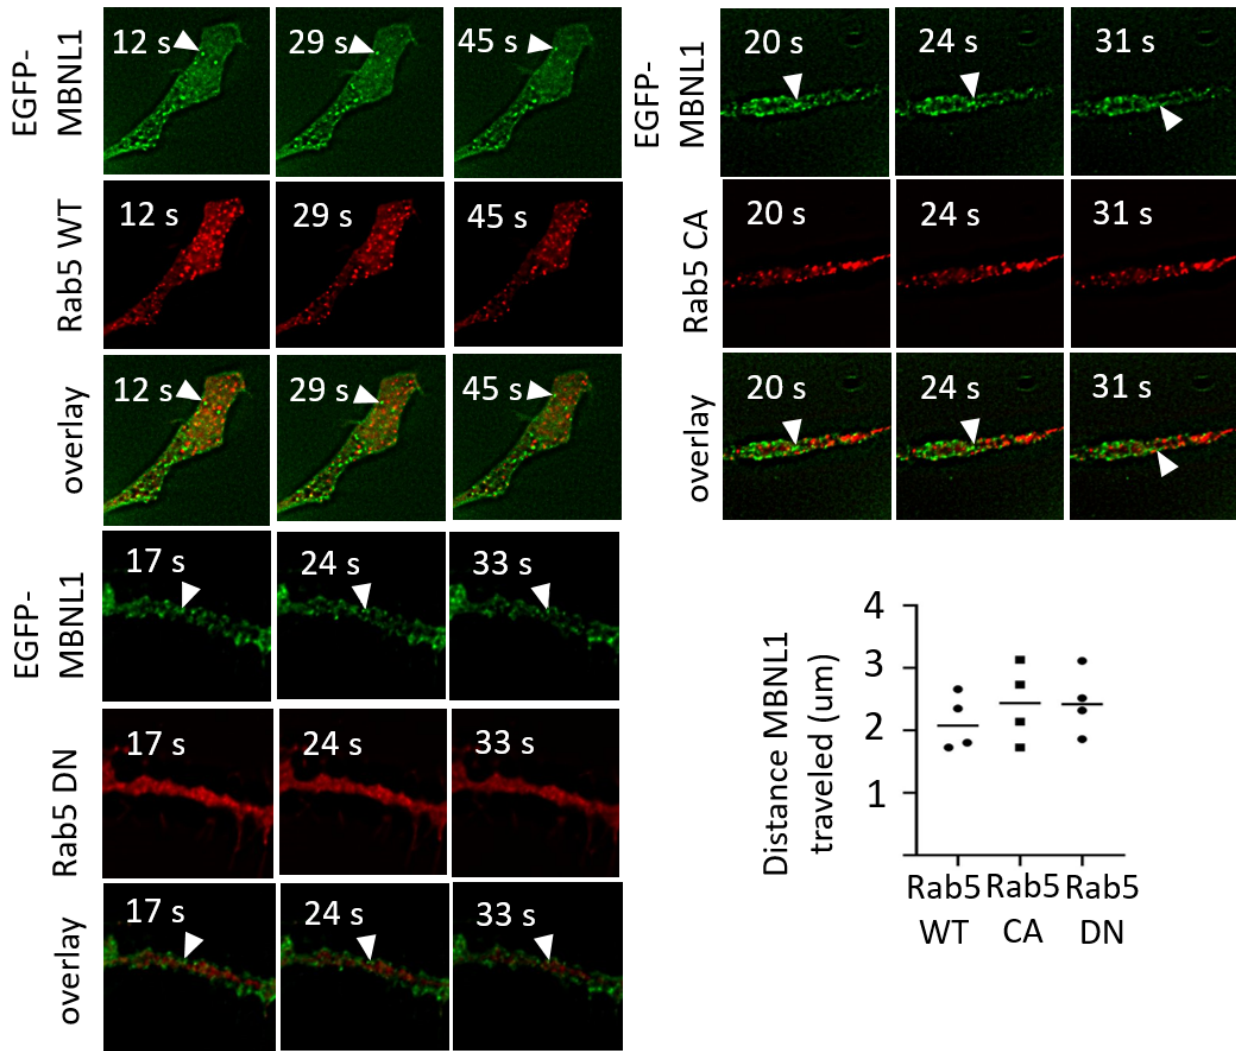 EGFP-
MBNL1
12 s
29 s
45 s
Rab5 WT
12 s
29 s
45 s
overlay
12 s
29 s
45 s
EGFP-
MBNL1
17 s
24 s
33 s
Rab5 DN
17 s
24 s
33 s
overlay
17 s
24 s
33 s
EGFP-
MBNL1
20 s
24 s
31 s
Rab5 CA
20 s
24 s
31 s
overlay
20 s
24 s
31 s
Distance MBNL1
traveled (um)
4
3
2
1
Rab5
WT
Rab5
CA
Rab5
DN